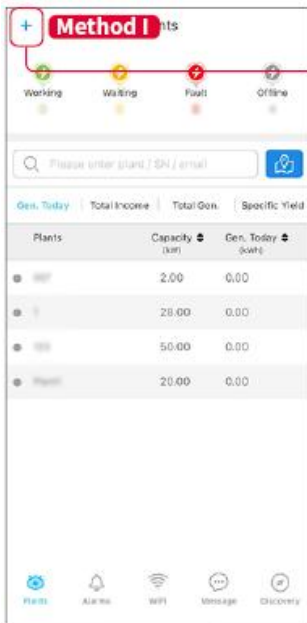 + Method I nts
Working Waiting Fault Offline
Please enter plant / SN / email
Gen. Today Total Income Total Gen. Specific Yield
Plants Capacity Gen. Today
(kW) (kWh)
2.00 0.00
1 28.00 0.00
50.00 0.00
20.00 0.00
Plants Alarms WiFi Message Discovery